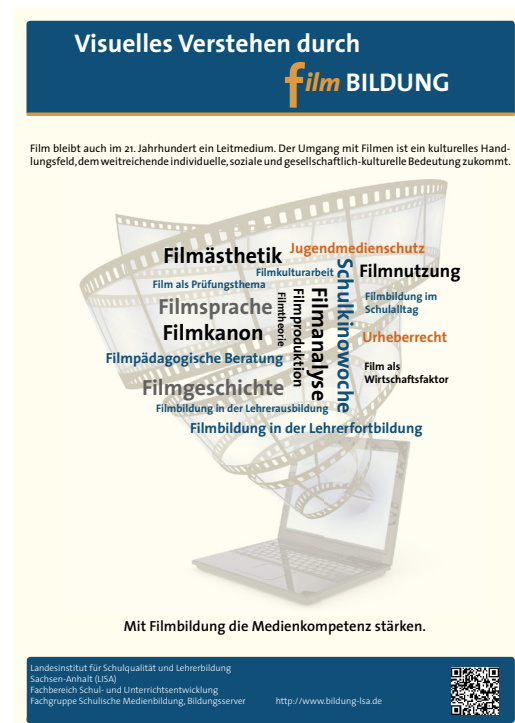 Visuelles Verstehen durch
film BILDUNG
Film bleibt auch im 21. Jahrhundert ein Leitmedium. Der Umgang mit Filmen ist ein kulturelles Hand-
lungsfeld, dem weitreichende individuelle, soziale und gesellschaftlich-kulturelle Bedeutung zukommt.
Filmästhetik
Jugendmedienschutz
Filmkulturarbeit
Filmnutzung
Film als Prüfungsthema
Filmsprache
Filmtheorie
Filmproduktion
Filmanalyse
Schulkinowoche
Filmbildung im
Schulalltag
Filmkanon
Urheberrecht
Filmpädagogische Beratung
Film als
Wirtschaftsfaktor
Filmgeschichte
Filmbildung in der Lehrerausbildung
Filmbildung in der Lehrerfortbildung
Mit Filmbildung die Medienkompetenz stärken.
Landesinstitut für Schulqualität und Lehrerbildung
Sachsen-Anhalt (LISA)
Fachbereich Schul- und Unterrichtsentwicklung
Fachgruppe Schulische Medienbildung, Bildungsserver http://www.bildung-lsa.de